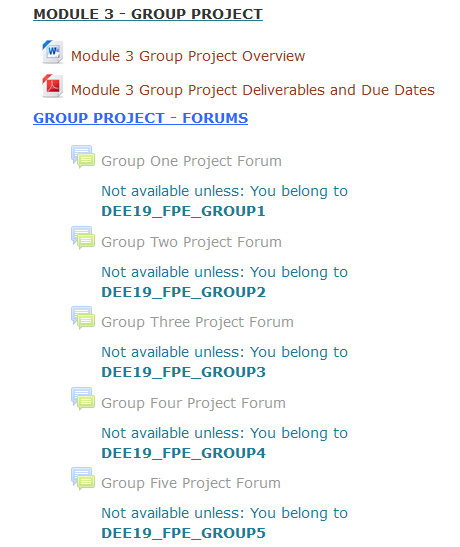 MODULE 3 - GROUP PROJECT
Module 3 Group Project Overview
Module 3 Group Project Deliverables and Due Dates
GROUP PROJECT - FORUMS
Group One Project Forum
Not available unless: You belong to
DEE19_FPE_GROUP1
Group Two Project Forum
Not available unless: You belong to
DEE19_FPE_GROUP2
Group Three Project Forum
Not available unless: You belong to
DEE19_FPE_GROUP3
Group Four Project Forum
Not available unless: You belong to
DEE19_FPE_GROUP4
Group Five Project Forum
Not available unless: You belong to
DEE19_FPE_GROUP5